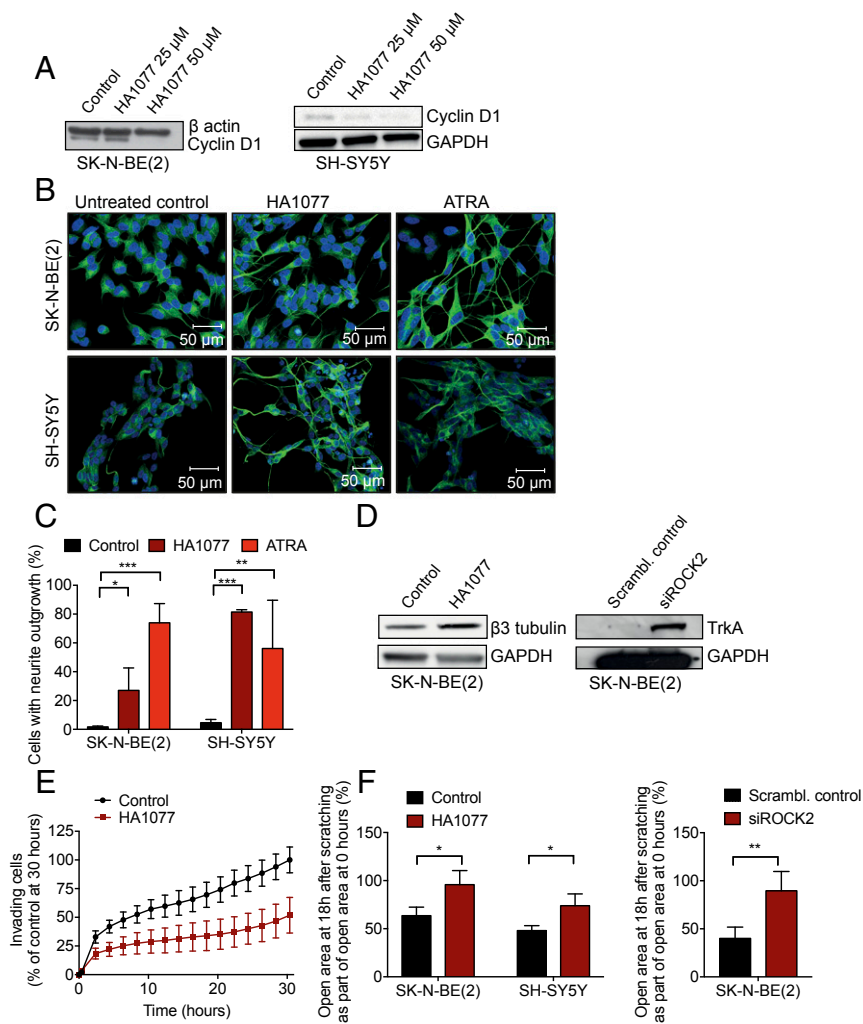 A
Control
HA1077 25 µM
HA1077 50 µM
β actin
Cyclin D1
SK-N-BE(2)
Control
HA1077 25 µM
HA1077 50 µM
Cyclin D1
GAPDH
SH-SY5Y
B
Untreated control
HA1077
ATRA
SK-N-BE(2)
50 µm
50 µm
50 µm
SH-SY5Y
50 µm
50 µm
50 µm
C
Control
HA1077
ATRA
Cells with neurite outgrowth (%)
100
80
60
40
20
0
*
***
***
**
SK-N-BE(2)
SH-SY5Y
D
Control
HA1077
β3 tubulin
GAPDH
SK-N-BE(2)
Scrambl. control
siROCK2
TrkA
GAPDH
SK-N-BE(2)
E
Control
HA1077
Invading cells
(% of control at 30 hours)
125
100
75
50
25
0
0
10
20
30
Time (hours)
F
Control
HA1077
Open area at 18h after scratching
as part of open area at 0 hours (%)
150
100
50
0
*
*
SK-N-BE(2)
SH-SY5Y
Scrambl. control
siROCK2
Open area at 18h after scratching
as part of open area at 0 hours (%)
150
100
50
0
**
SK-N-BE(2)